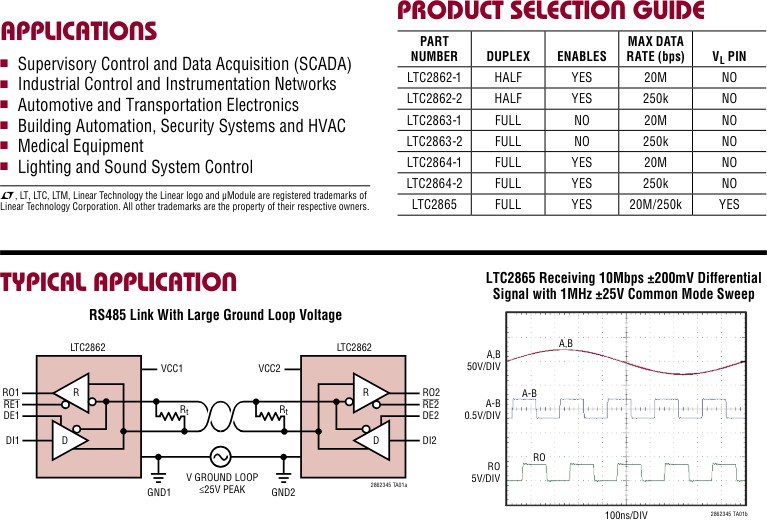 APPLICATIONS
Supervisory Control and Data Acquisition (SCADA)
Industrial Control and Instrumentation Networks
Automotive and Transportation Electronics
Building Automation, Security Systems and HVAC
Medical Equipment
Lighting and Sound System Control
LT, LT, LTC, LTM, Linear Technology the Linear logo and µModule are registered trademarks of
Linear Technology Corporation. All other trademarks are the property of their respective owners.
PRODUCT SELECTION GUIDE
PART NUMBER DUPLEX ENABLES MAX DATA RATE (bps) VL PIN
LTC2862-1 HALF YES 20M NO
LTC2862-2 HALF YES 250k NO
LTC2863-1 FULL NO 20M NO
LTC2863-2 FULL NO 250k NO
LTC2864-1 FULL YES 20M NO
LTC2864-2 FULL YES 250k NO
LTC2865 FULL YES 20M/250k YES
TYPICAL APPLICATION
RS485 Link With Large Ground Loop Voltage
LTC2862 LTC2862
VCC1 VCC2
RO1 R R RO2
RE1 RE2
DE1 Rt Rt DE2
DI1 D D DI2
V GROUND LOOP
≤25V PEAK
GND1 GND2
2862345 TA01a
LTC2865 Receiving 10Mbps ±200mV Differential
Signal with 1MHz ±25V Common Mode Sweep
A,B
A,B
50V/DIV
A-B
A-B
0.5V/DIV
RO
RO
5V/DIV
100ns/DIV
2862345 TA01b